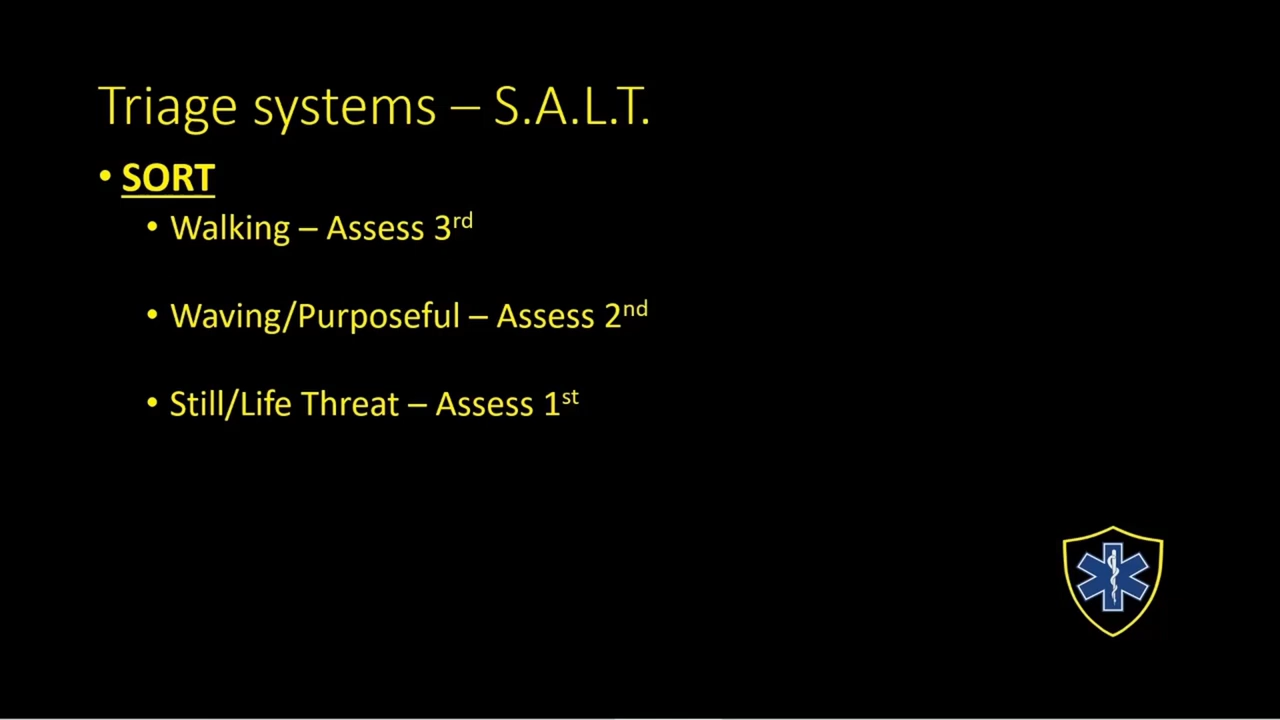 Triage systems – S.A.L.T.
• SORT
• Walking – Assess 3rd
• Waving/Purposeful – Assess 2nd
• Still/Life Threat – Assess 1st